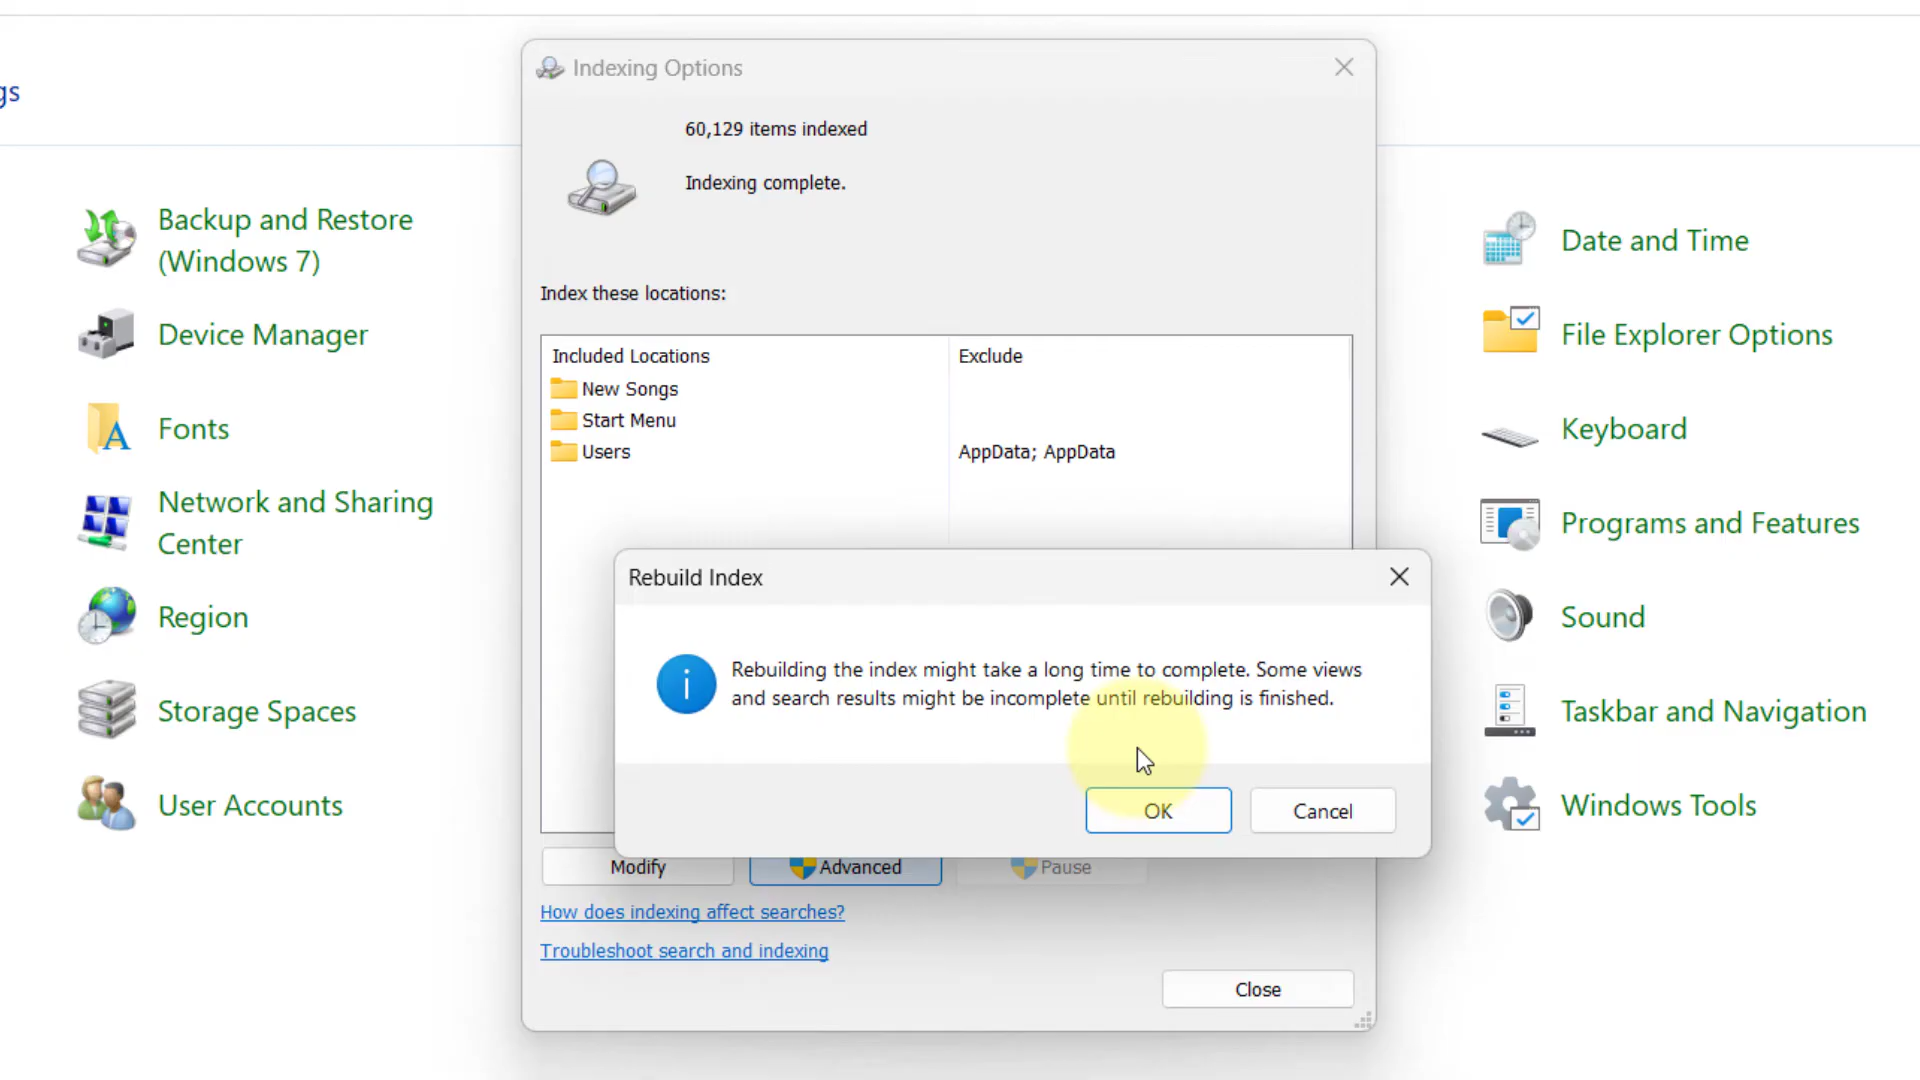 gs
Backup and Restore
(Windows 7)
Device Manager
Fonts
Network and Sharing
Center
Region
Storage Spaces
User Accounts
Indexing Options
60,129 items indexed
Indexing complete.
Index these locations:
Included Locations Exclude
New Songs
Start Menu
Users AppData; AppData
Rebuild Index
i
Rebuilding the index might take a long time to complete. Some views
and search results might be incomplete until rebuilding is finished.
OK Cancel
Modify Advanced Pause
How does indexing affect searches?
Troubleshoot search and indexing
Close
Date and Time
File Explorer Options
Keyboard
Programs and Features
Sound
Taskbar and Navigation
Windows Tools